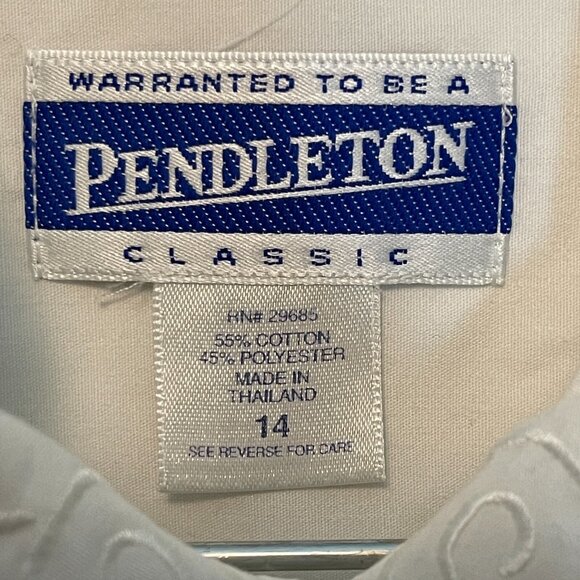 WARRANTED TO BE A
PENDLETON
CLASSIC
RN# 29685
55% COTTON
45% POLYESTER
MADE IN
THAILAND
14
SEE REVERSE FOR CARE